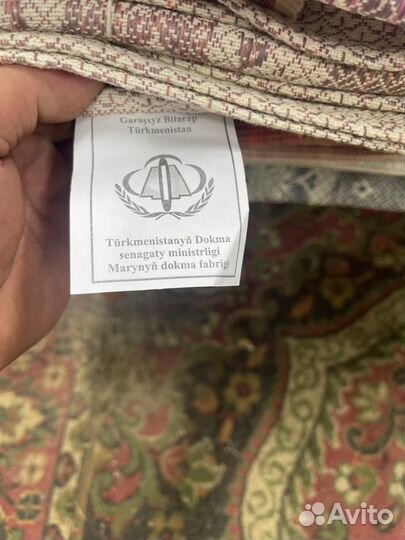 Garaşsyz Bitarap
Türkmenistan
Türkmenistanyň Dokma
senagaty ministrligi
Marynyň dokma fabrigi
Avito